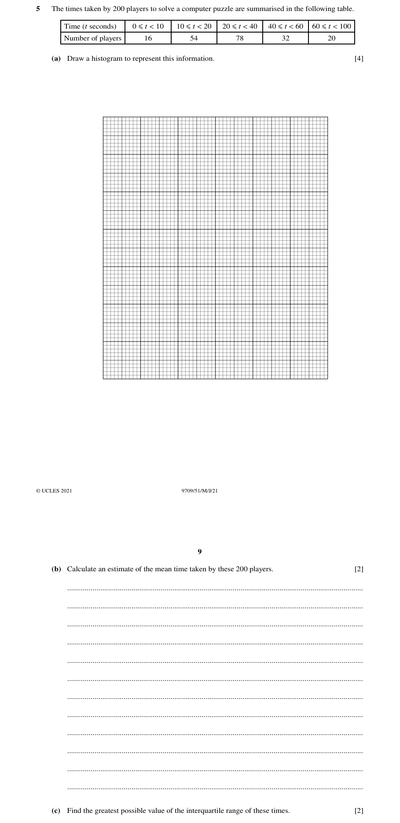 5 The times taken by 200 players to solve a computer puzzle are summarised in the following table.
Time (t seconds) 0 ⩽ t < 10 10 ⩽ t < 20 20 ⩽ t < 40 40 ⩽ t < 60 60 ⩽ t < 100
Number of players 16 54 78 32 20
(a) Draw a histogram to represent this information. [4]
© UCLES 2021 9709/51/M/J/21
9
(b) Calculate an estimate of the mean time taken by these 200 players. [2]
(c) Find the greatest possible value of the interquartile range of these times. [2]